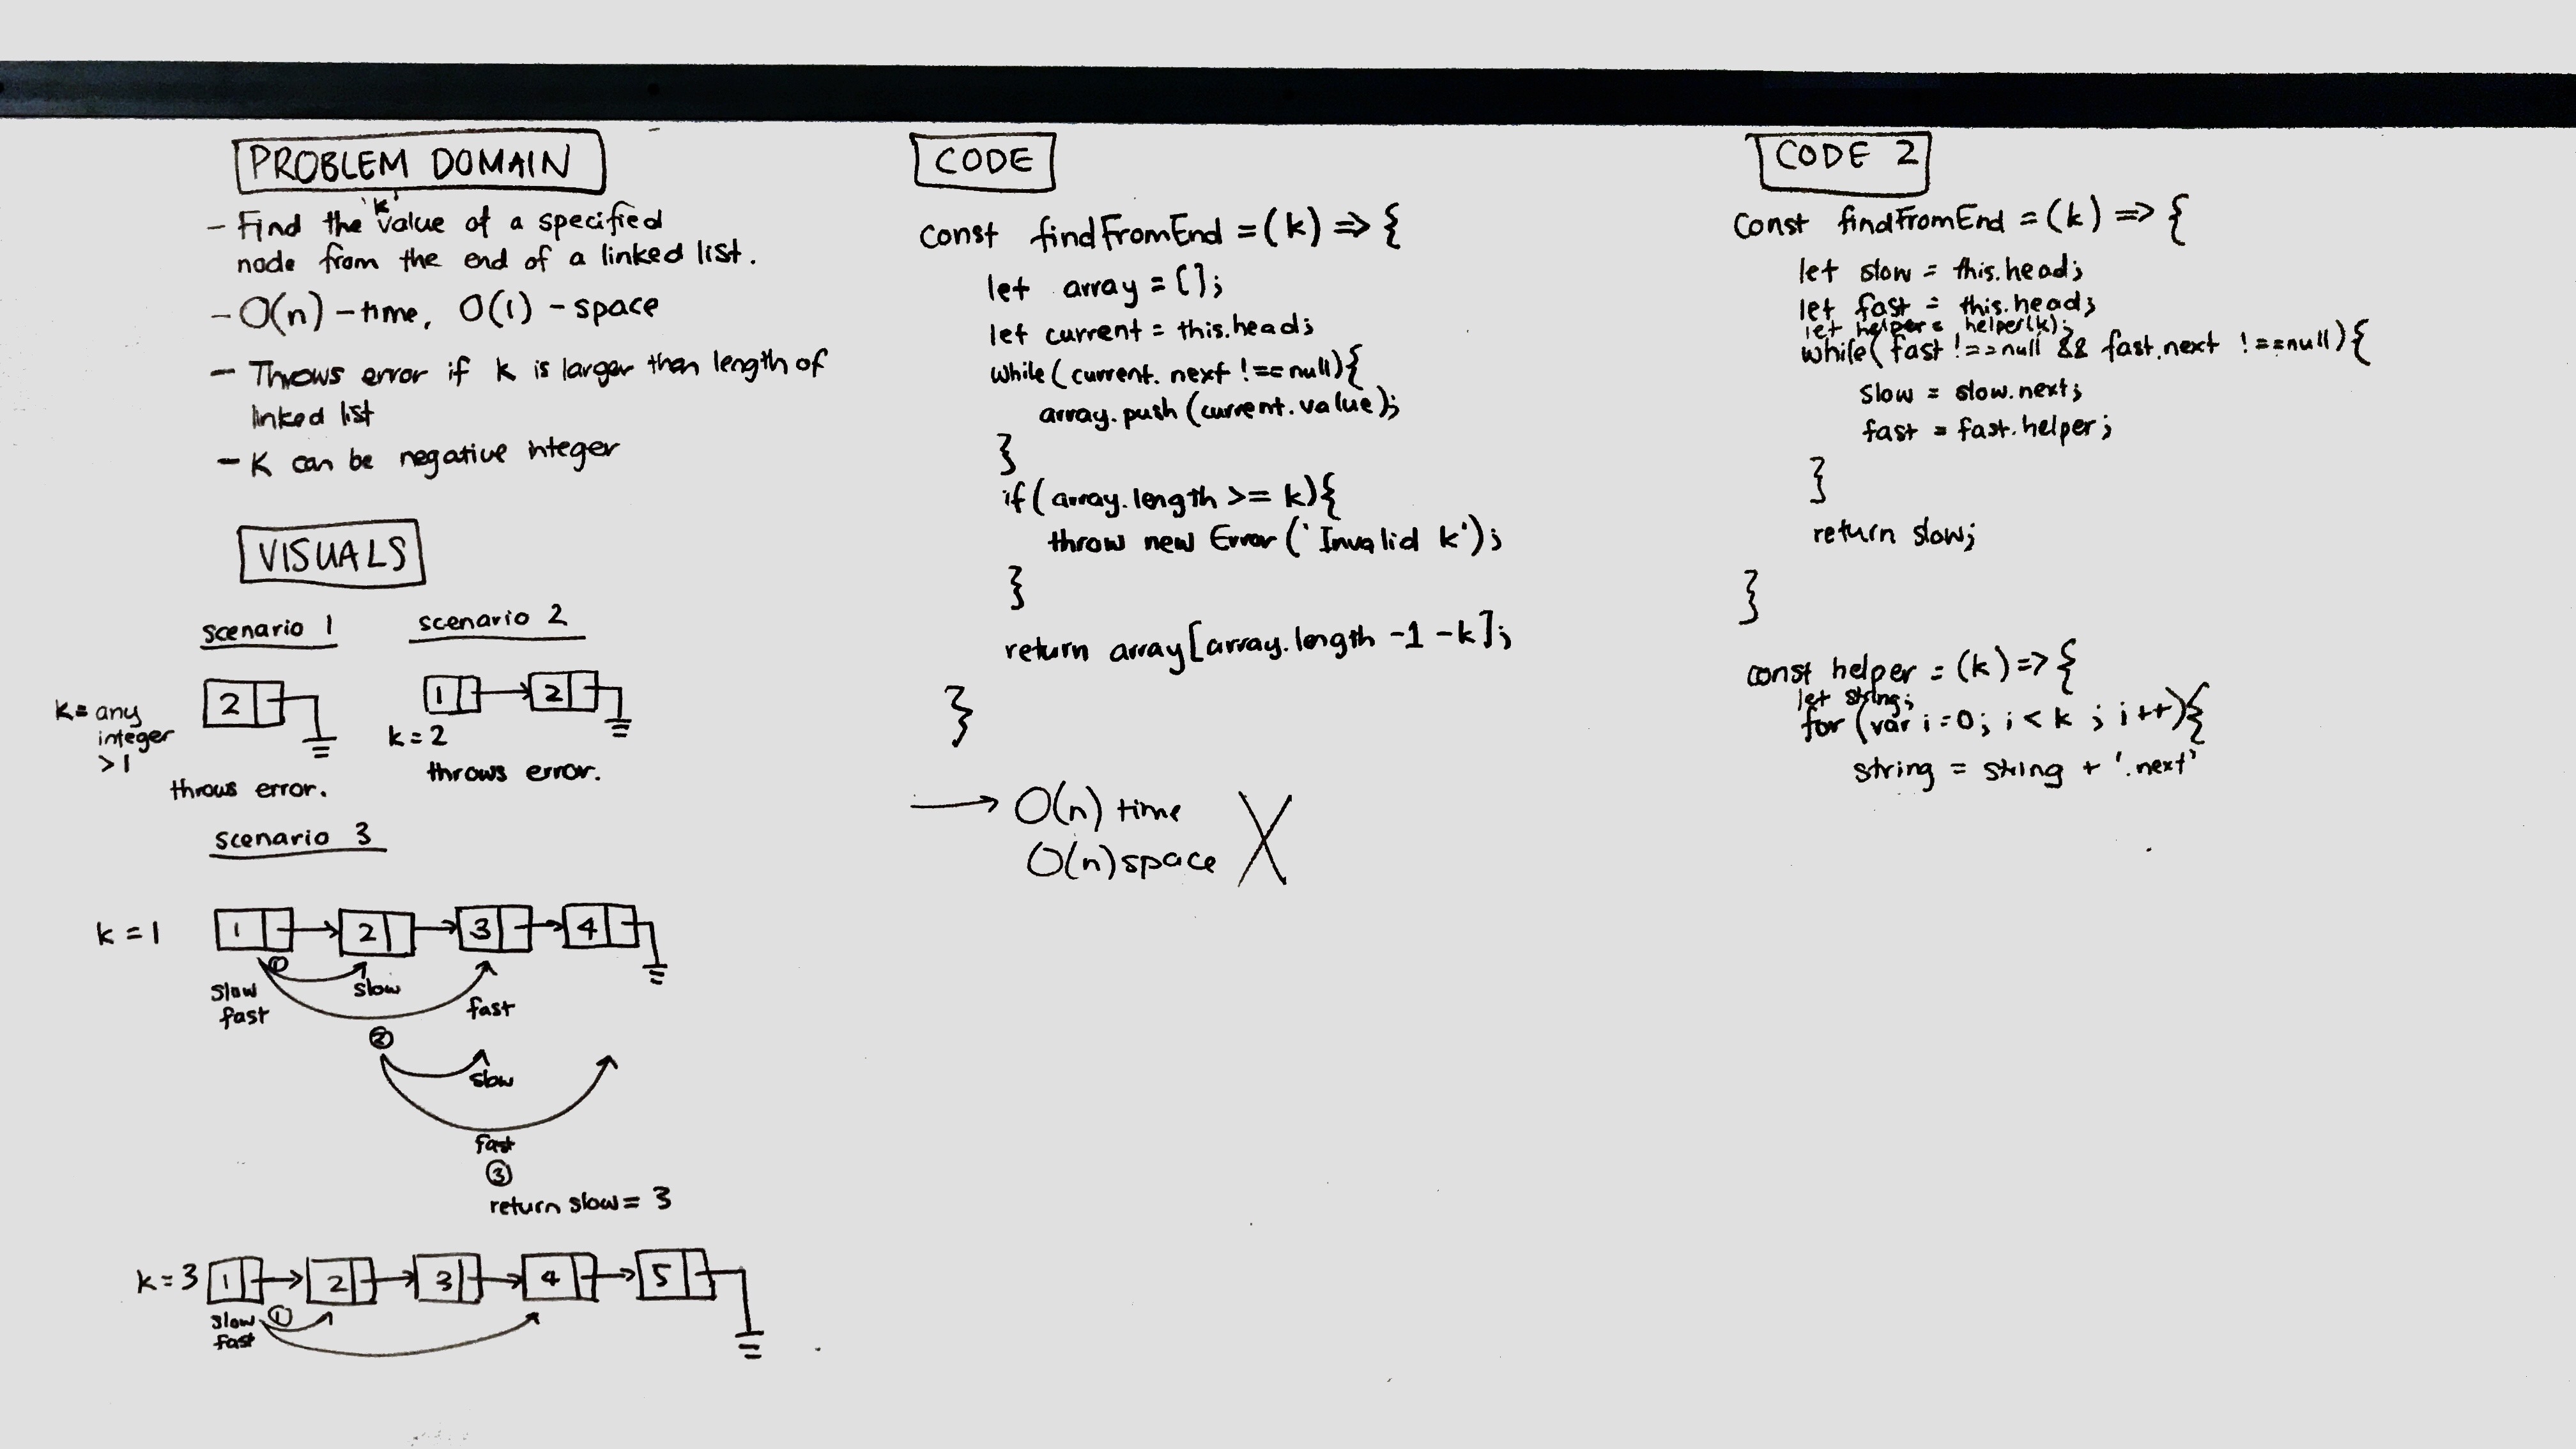 PROBLEM DOMAIN
'k'
- Find the value of a specified
node from the end of a linked list.
- O(n) - time, O(1) - space
- Throws error if k is larger then length of
linked list
- K can be negative integer
VISUALS
scenario 1
2
k = any
integer
>1
throws error.
scenario 2
1 2
k = 2
throws error.
scenario 3
k = 1
1 2 3 4
①
slow
fast
slow
fast
②
slow
fast
③
return slow = 3
k = 3
1 2 3 4 5
①
slow
fast
CODE
const findFromEnd = (k) => {
let array = [];
let current = this.head;
while (current.next !== null){
array.push (current.value);
}
if (array.length >= k){
throw new Error ('Invalid k');
}
return array[array.length -1 -k];
}
→ O(n) time
O(n) space X
CODE 2
const findFromEnd = (k) => {
let slow = this.head;
let fast = this.head;
let helper = helper(k);
while( fast !== null && fast.next !== null){
slow = slow.next;
fast = fast.helper;
}
return slow;
}
const helper = (k) => {
let string;
for (var i = 0; i < k ; i ++){
string = string + '.next'